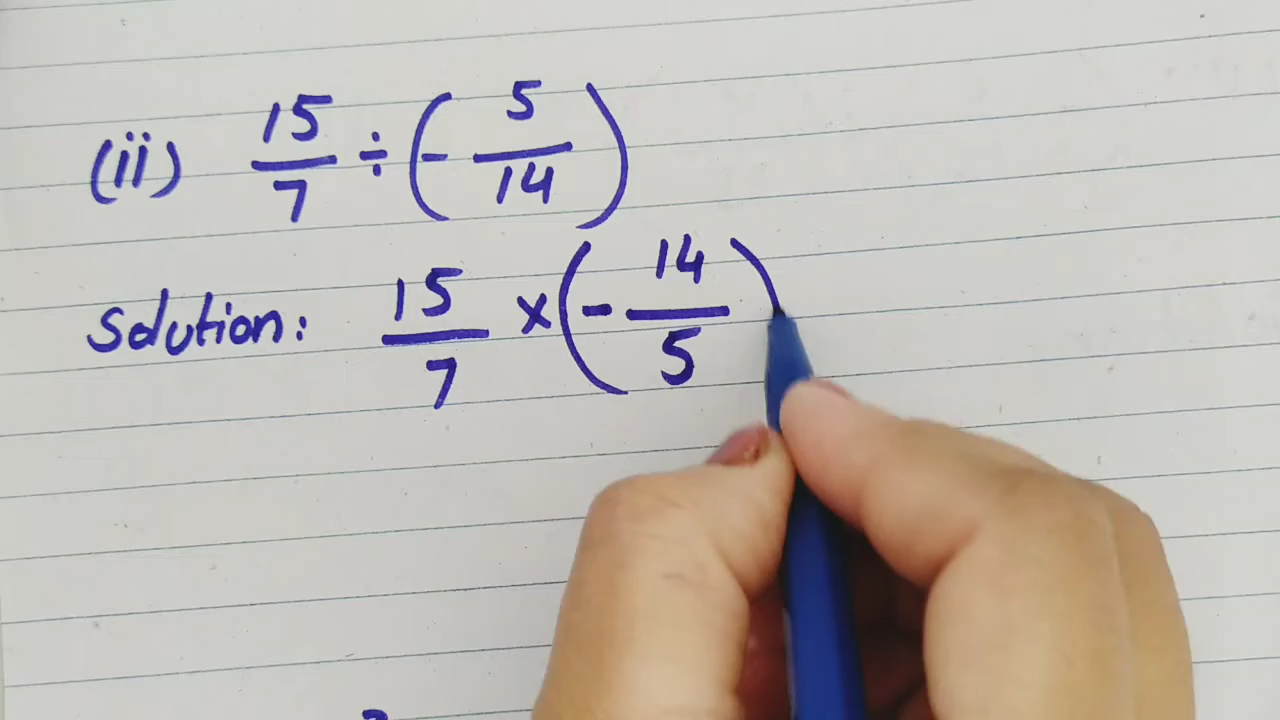 (ii) 15/7 ÷ (- 5/14)
Solution: 15/7 × (- 14/5)